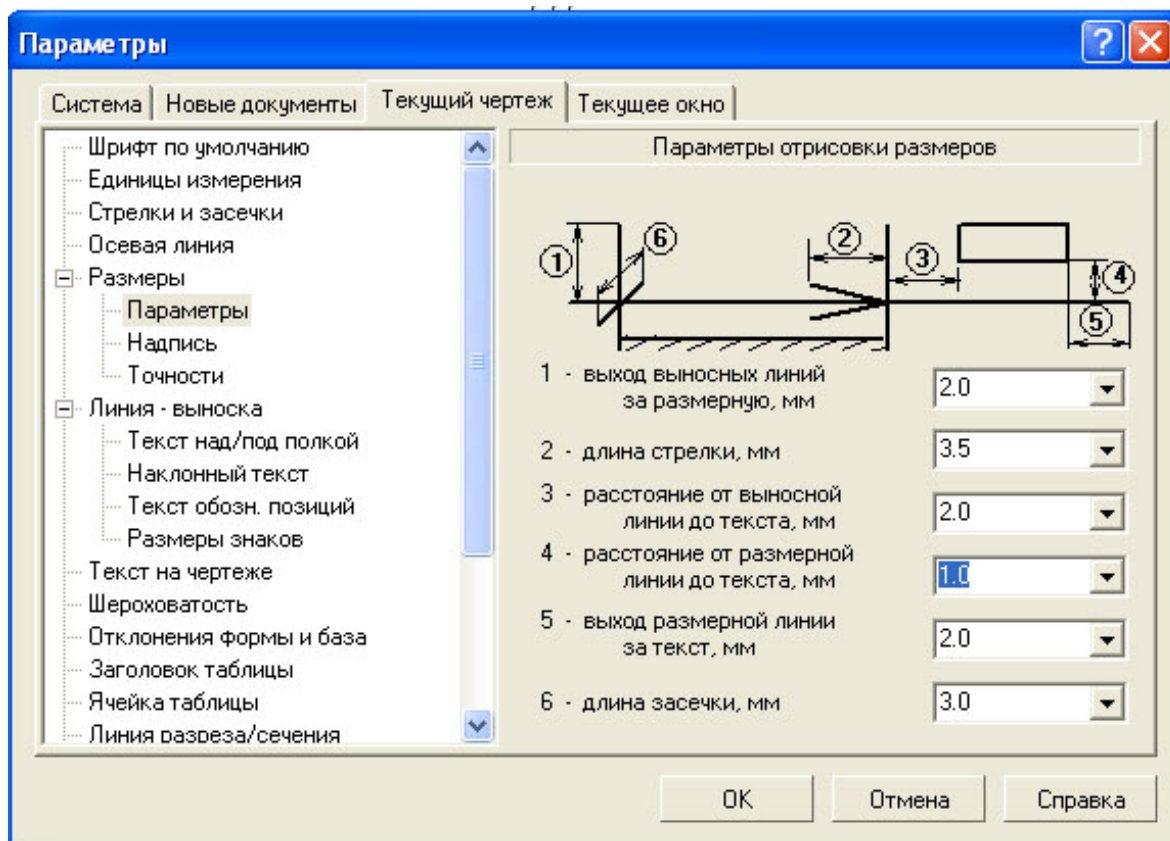 Параметры
Система
Новые документы
Текущий чертеж
Текущее окно
Шрифт по умолчанию
Единицы измерения
Стрелки и засечки
Осевая линия
Размеры
Параметры
Надпись
Точности
Линия - выноска
Текст над/под полкой
Наклонный текст
Текст обозн. позиций
Размеры знаков
Текст на чертеже
Шероховатость
Отклонения формы и база
Заголовок таблицы
Ячейка таблицы
Линия разреза/сечения
Параметры отрисовки размеров
1
6
2
3
4
5
1 - выход выносных линий
за размерную, мм
2.0
2 - длина стрелки, мм
3.5
3 - расстояние от выносной
линии до текста, мм
2.0
4 - расстояние от размерной
линии до текста, мм
1.0
5 - выход размерной линии
за текст, мм
2.0
6 - длина засечки, мм
3.0
OK
Отмена
Справка